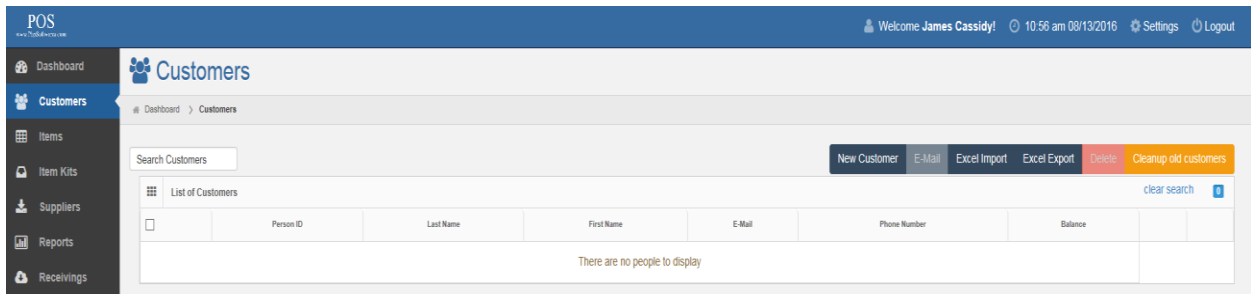 POS
Welcome James Cassidy! 10:56 am 08/13/2016 Settings Logout
Dashboard
Customers
Items
Item Kits
Suppliers
Reports
Receivings
Customers
Dashboard > Customers
Search Customers
New Customer E-Mail Excel Import Excel Export Delete Cleanup old customers
List of Customers clear search 0
Person ID Last Name First Name E-Mail Phone Number Balance
There are no people to display